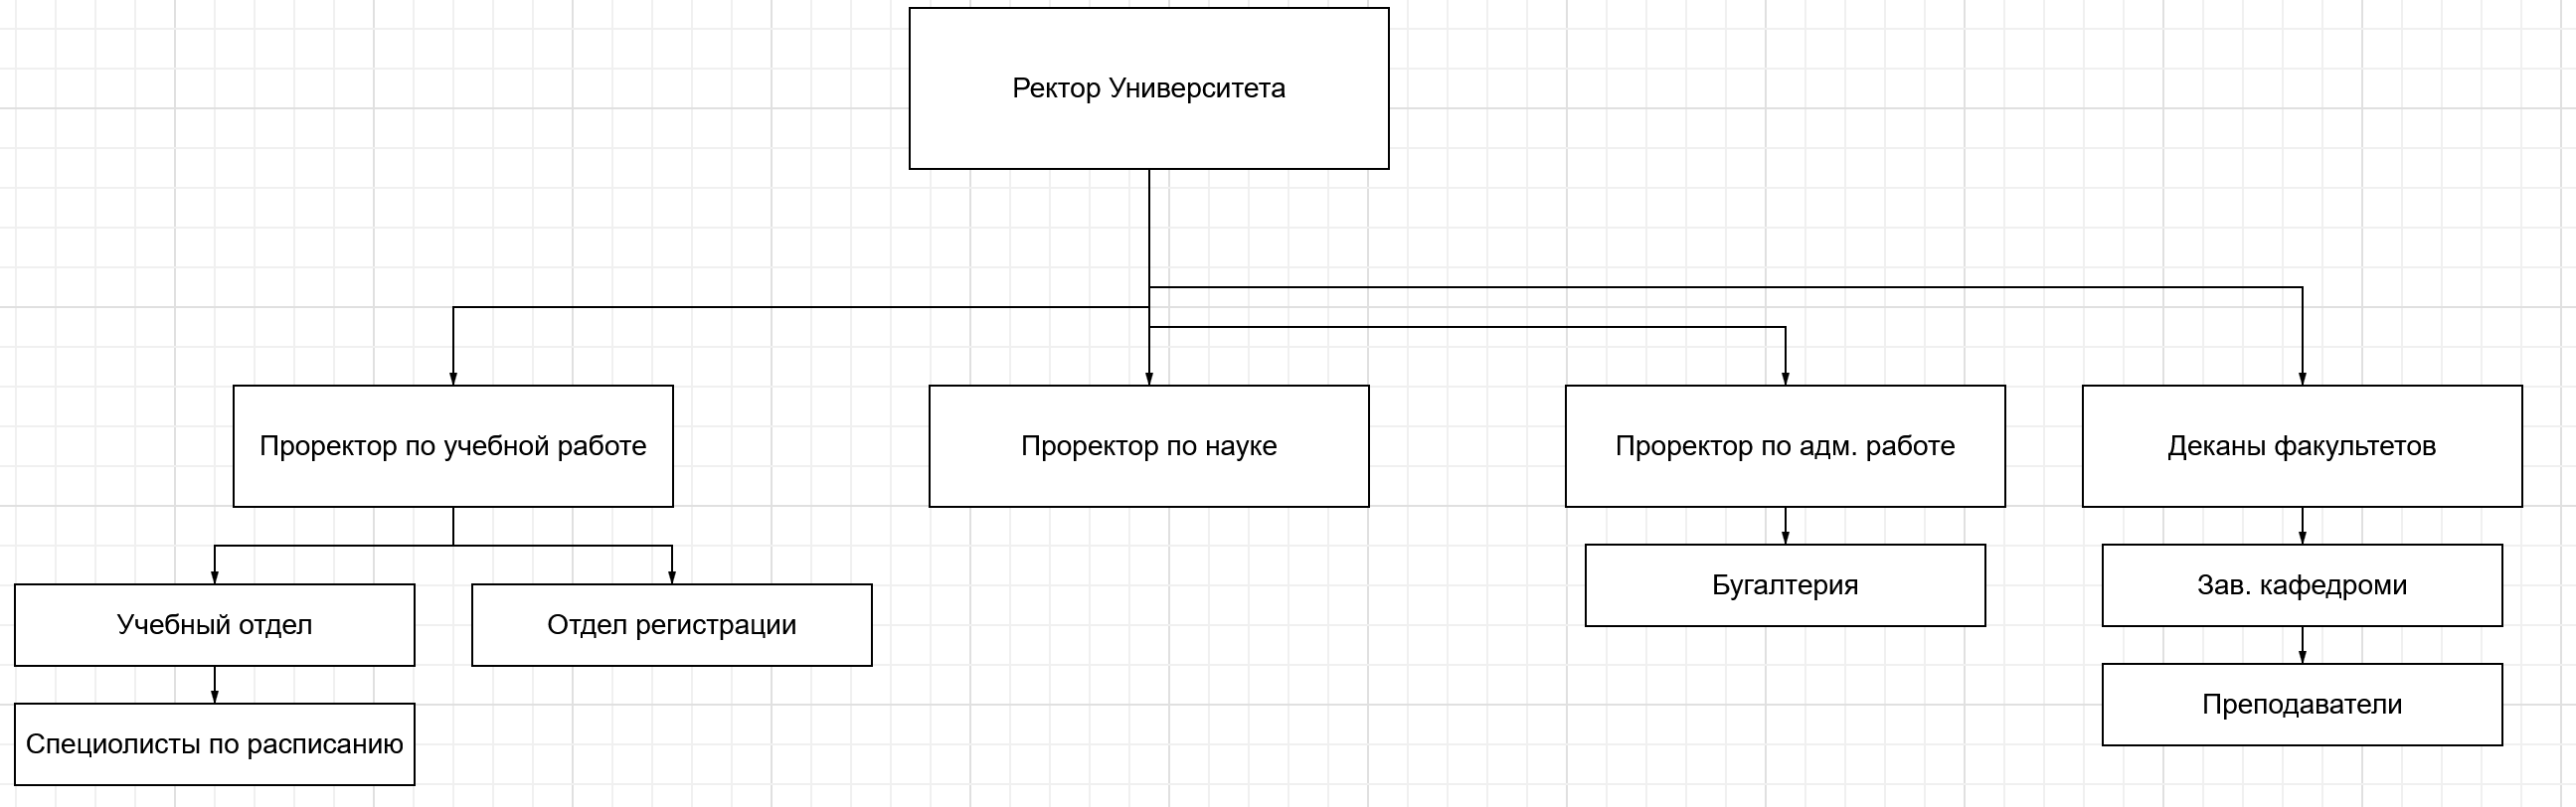 Ректор Университета
Проректор по учебной работе
Проректор по науке
Проректор по адм. работе
Деканы факультетов
Учебный отдел
Отдел регистрации
Бугалтерия
Зав. кафедроми
Специолисты по расписанию
Преподаватели